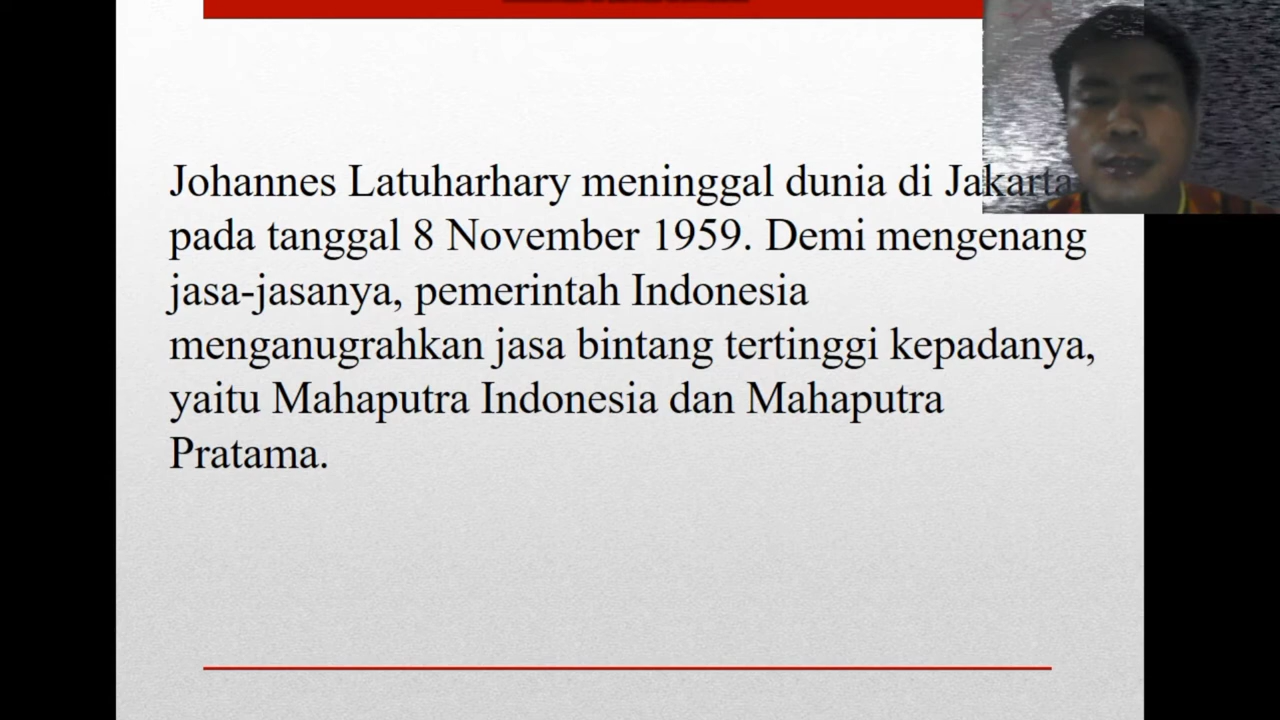 Johannes Latuharhary meninggal dunia di Jakarta
pada tanggal 8 November 1959. Demi mengenang
jasa-jasanya, pemerintah Indonesia
menganugrahkan jasa bintang tertinggi kepadanya,
yaitu Mahaputra Indonesia dan Mahaputra
Pratama.